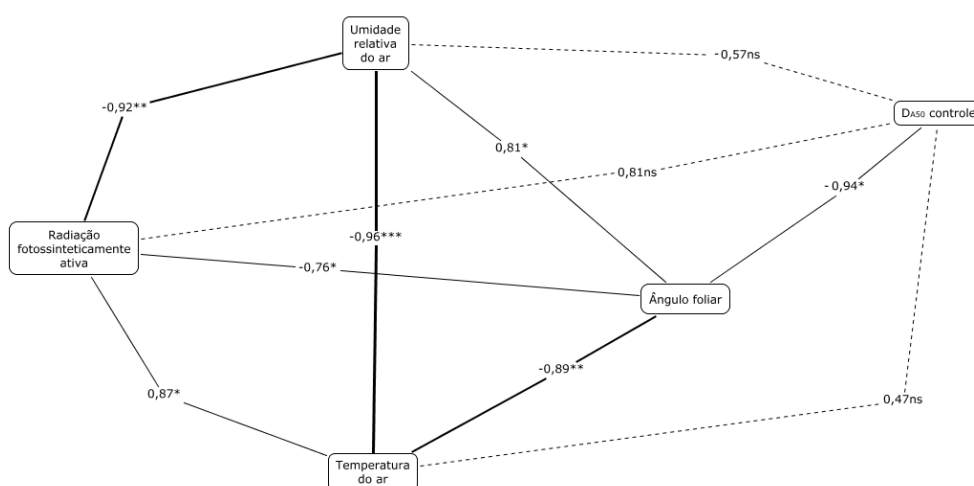 Umidade
relativa
do ar
-0,57ns
-0,92**
DA50 controle
0,81*
0,81ns
-0,94*
Radiação
fotossinteticamente
ativa
-0,96***
-0,76*
Ângulo foliar
-0,89**
0,87*
0,47ns
Temperatura
do ar